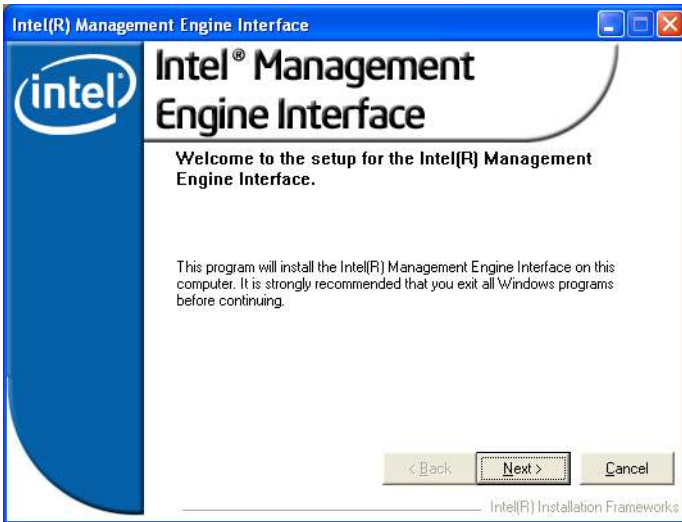 Intel(R) Management Engine Interface
intel®
Intel® Management
Engine Interface
Welcome to the setup for the Intel(R) Management
Engine Interface.
This program will install the Intel(R) Management Engine Interface on this
computer. It is strongly recommended that you exit all Windows programs
before continuing.
< Back
Next >
Cancel
Intel(R) Installation Frameworks